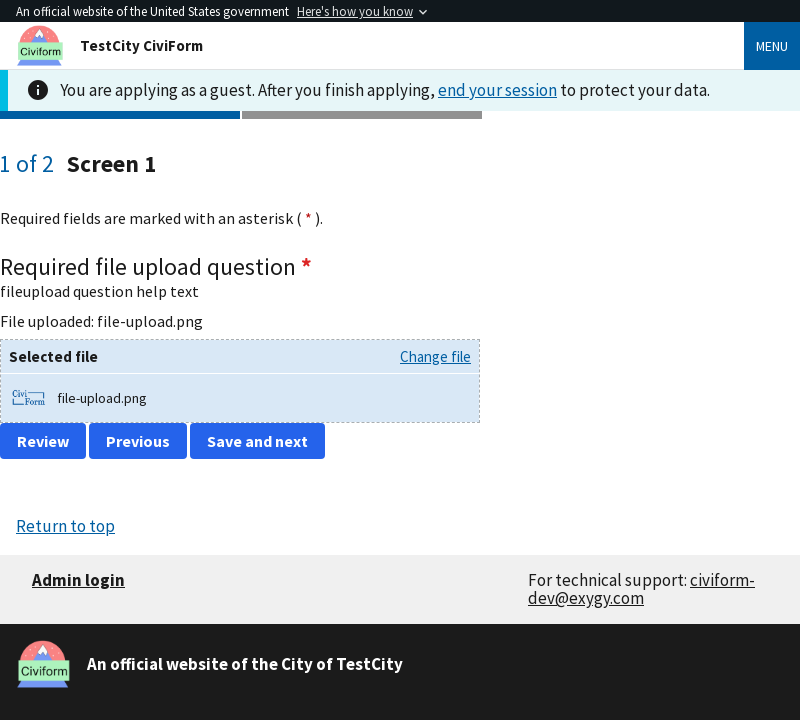 An official website of the United States government Here's how you know
Civiform
TestCity CiviForm
MENU
You are applying as a guest. After you finish applying, end your session to protect your data.
1 of 2 Screen 1
Required fields are marked with an asterisk ( * ).
Required file upload question *
fileupload question help text
File uploaded: file-upload.png
Selected file
Change file
Civi
Form
file-upload.png
Review
Previous
Save and next
Return to top
Admin login
For technical support: civiform-
dev@exygy.com
Civiform
An official website of the City of TestCity